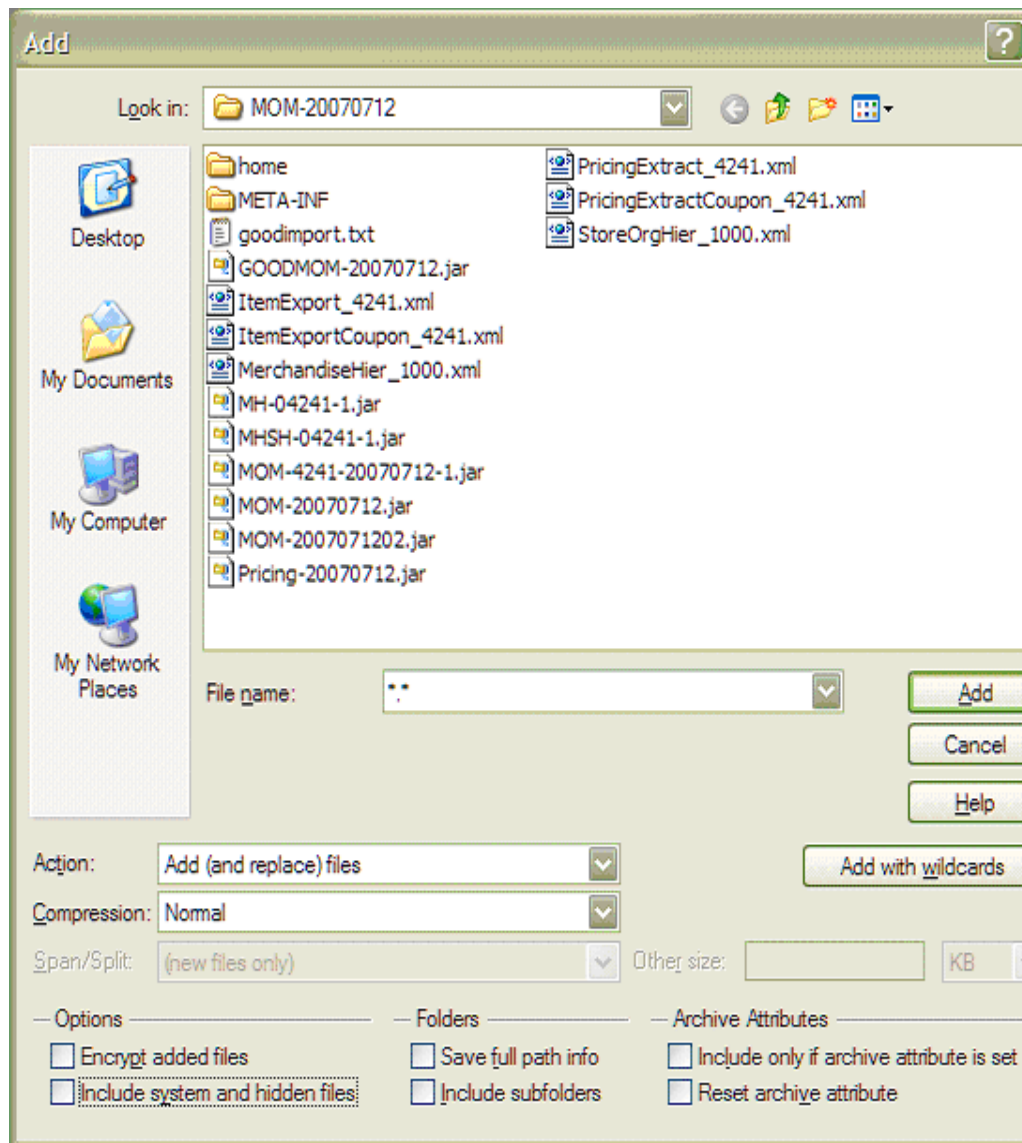 Add
?
Look in: MOM-20070712
Desktop
My Documents
My Computer
My Network
Places
home
META-INF
goodimport.txt
GOODMOM-20070712.jar
ItemExport_4241.xml
ItemExportCoupon_4241.xml
MerchandiseHier_1000.xml
MH-04241-1.jar
MHSH-04241-1.jar
MOM-4241-20070712-1.jar
MOM-20070712.jar
MOM-2007071202.jar
Pricing-20070712.jar
PricingExtract_4241.xml
PricingExtractCoupon_4241.xml
StoreOrgHier_1000.xml
File name: *.*
Add
Cancel
Help
Action: Add (and replace) files
Add with wildcards
Compression: Normal
Span/Split: (new files only) Other size: KB
Options
Encrypt added files
Include system and hidden files
Folders
Save full path info
Include subfolders
Archive Attributes
Include only if archive attribute is set
Reset archive attribute